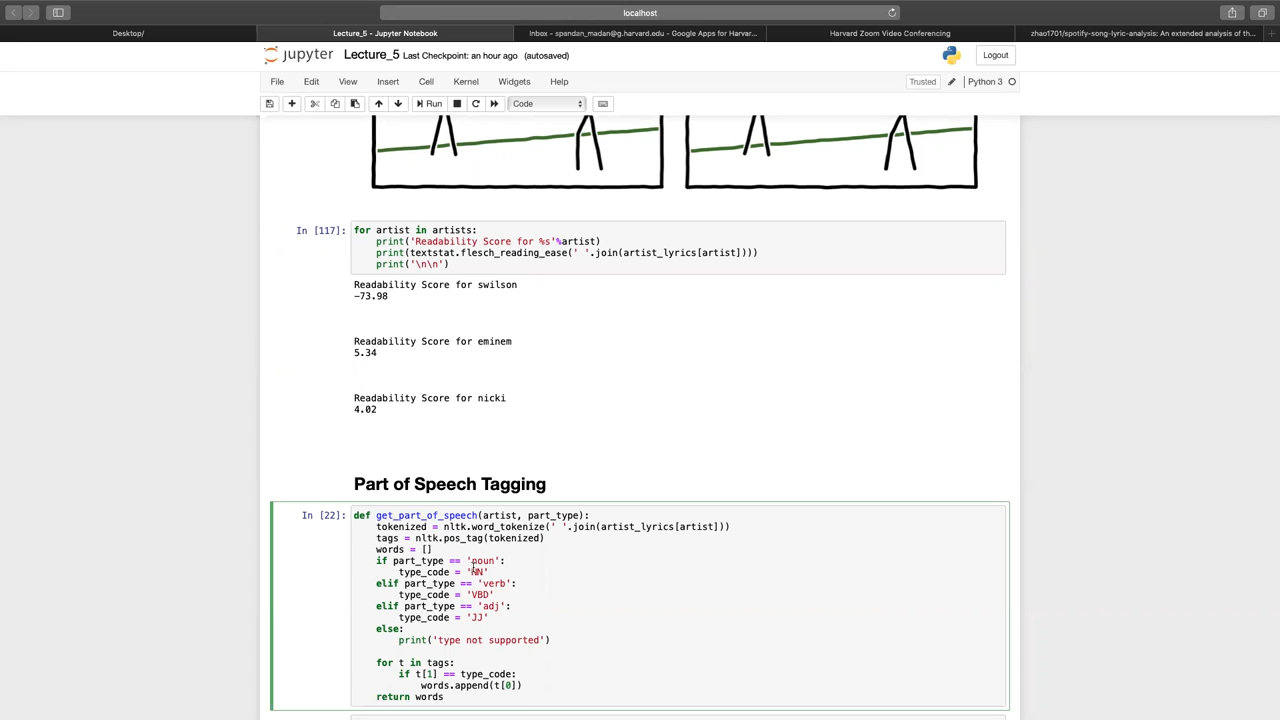 localhost
Desktop/
Lecture_5 - Jupyter Notebook
Inbox - spandan_madan@g.harvard.edu - Google Apps for Harvar...
Harvard Zoom Video Conferencing
zhao1701/spotify-song-lyric-analysis: An extended analysis of th...
jupyter Lecture_5 Last Checkpoint: an hour ago (autosaved)
Logout
File Edit View Insert Cell Kernel Widgets Help
Trusted Python 3
Run Code
In [117]: for artist in artists:
print('Readability Score for %s'%artist)
print(textstat.flesch_reading_ease(' '.join(artist_lyrics[artist])))
print('\n\n')
Readability Score for swilson
-73.98
Readability Score for eminem
5.34
Readability Score for nicki
4.02
Part of Speech Tagging
In [22]: def get_part_of_speech(artist, part_type):
tokenized = nltk.word_tokenize(' '.join(artist_lyrics[artist]))
tags = nltk.pos_tag(tokenized)
words = []
if part_type == 'noun':
type_code = 'NN'
elif part_type == 'verb':
type_code = 'VBD'
elif part_type == 'adj':
type_code = 'JJ'
else:
print('type not supported')
for t in tags:
if t[1] == type_code:
words.append(t[0])
return words